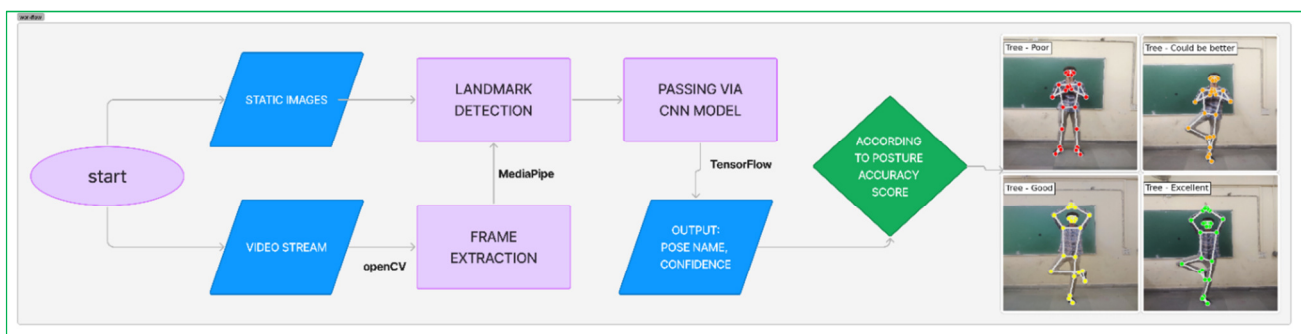 start
STATIC IMAGES
VIDEO STREAM
openCV
LANDMARK
DETECTION
MediaPipe
FRAME
EXTRACTION
PASSING VIA
CNN MODEL
TensorFlow
OUTPUT:
POSE NAME,
CONFIDENCE
ACCORDING
TO POSTURE
ACCURACY
SCORE
Tree - Poor
Tree - Could be better
Tree - Good
Tree - Excellent